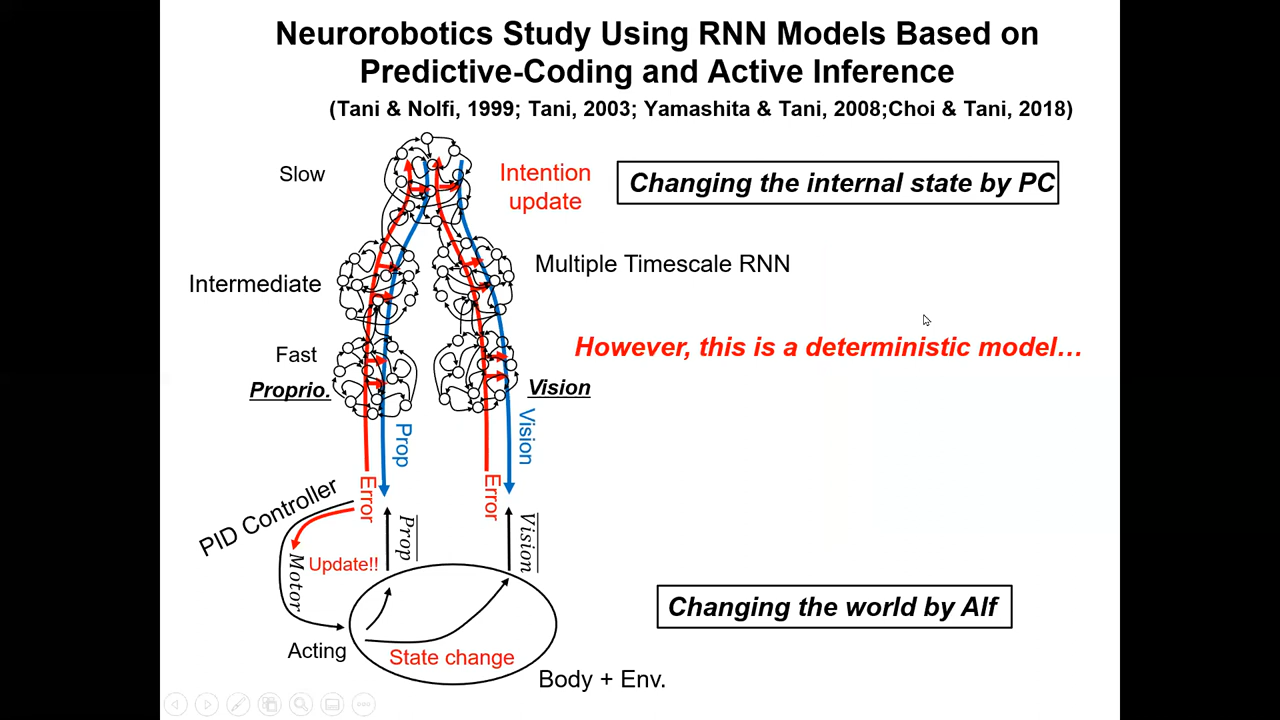 Neurorobotics Study Using RNN Models Based on
Predictive-Coding and Active Inference
(Tani & Nolfi, 1999; Tani, 2003; Yamashita & Tani, 2008;Choi & Tani, 2018)
Slow
Intention
update
Changing the internal state by PC
Intermediate
Multiple Timescale RNN
However, this is a deterministic model…
Fast
Proprio.
Vision
Prop
Vision
Error
Error
PID Controller
Motor
Update!!
Prop
Vision
Changing the world by AIf
Acting
State change
Body + Env.